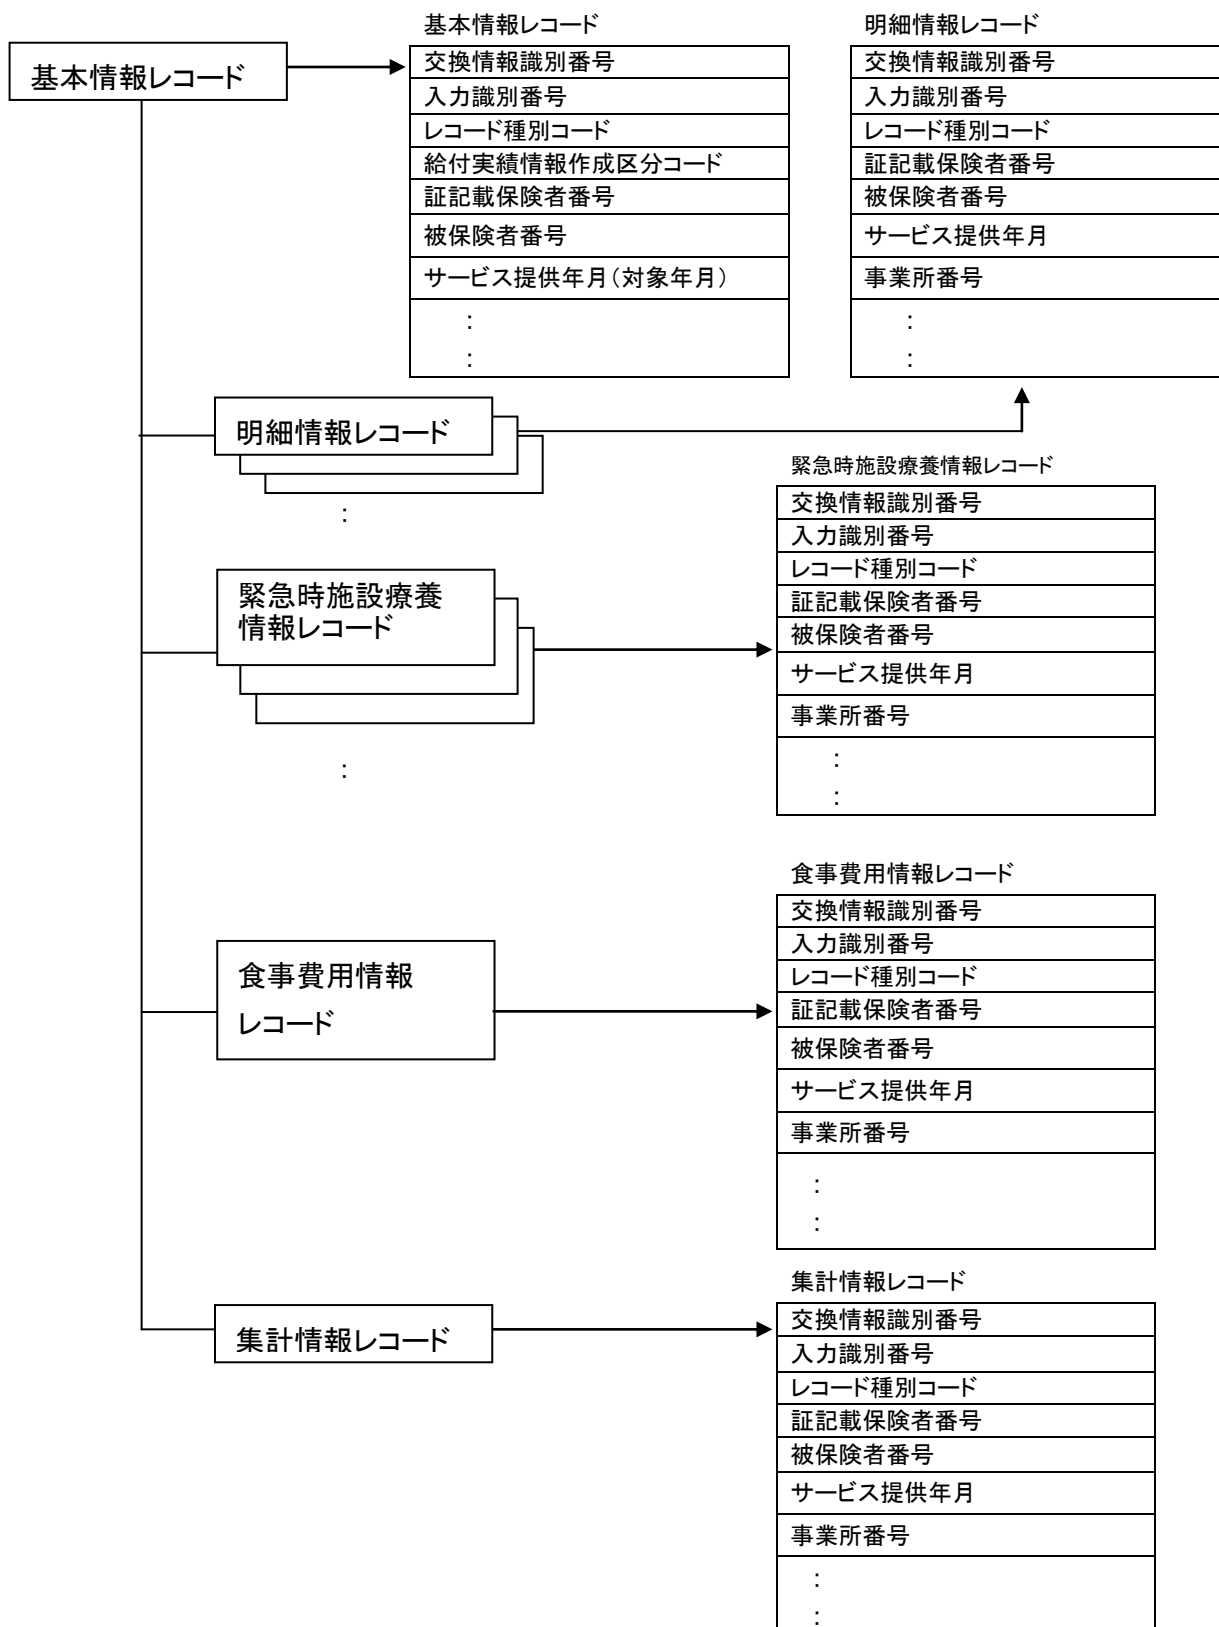 基本情報レコード
基本情報レコード
交換情報識別番号
入力識別番号
レコード種別コード
給付実績情報作成区分コード
証記載保険者番号
被保険者番号
サービス提供年月(対象年月)
:
:
明細情報レコード
交換情報識別番号
入力識別番号
レコード種別コード
証記載保険者番号
被保険者番号
サービス提供年月
事業所番号
:
:
明細情報レコード
:
緊急時施設療養
情報レコード
:
緊急時施設療養情報レコード
交換情報識別番号
入力識別番号
レコード種別コード
証記載保険者番号
被保険者番号
サービス提供年月
事業所番号
:
:
食事費用情報
レコード
食事費用情報レコード
交換情報識別番号
入力識別番号
レコード種別コード
証記載保険者番号
被保険者番号
サービス提供年月
事業所番号
:
:
集計情報レコード
集計情報レコード
交換情報識別番号
入力識別番号
レコード種別コード
証記載保険者番号
被保険者番号
サービス提供年月
事業所番号
:
: